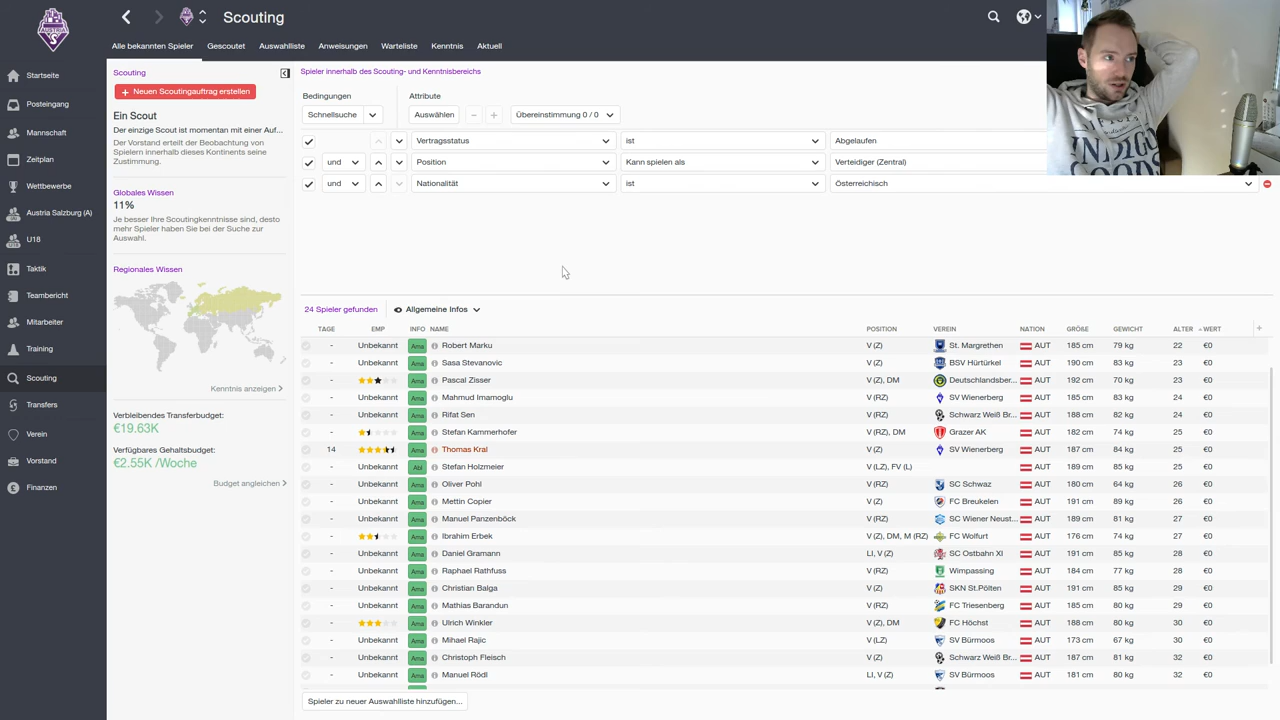 AUSTRIA
S
Scouting
Alle bekannten Spieler
Gescoutet
Auswahlliste
Anweisungen
Warteliste
Kenntnis
Aktuell
Startseite
Posteingang
Mannschaft
Zeitplan
Wettbewerbe
Austria Salzburg (A)
U18
Taktik
Teambericht
Mitarbeiter
Training
Scouting
Transfers
Verein
Vorstand
Finanzen
Scouting
Neuen Scoutingauftrag erstellen
Ein Scout
Der einzige Scout ist momentan mit einer Auf...
Der Vorstand erteilt der Beobachtung von
Spielern innerhalb dieses Kontinents seine
Zustimmung.
Globales Wissen
11%
Je besser Ihre Scoutingkenntnisse sind, desto
mehr Spieler haben Sie bei der Suche zur
Auswahl.
Regionales Wissen
Kenntnis anzeigen
Verbleibendes Transferbudget:
€19.63K
Verfügbares Gehaltsbudget:
€2.55K /Woche
Budget angleichen
Spieler innerhalb des Scouting- und Kenntnisbereichs
Bedingungen
Attribute
Schnellsuche
Auswählen
Übereinstimmung 0 / 0
Vertragsstatus ist Abgelaufen
und Position Kann spielen als Verteidiger (Zentral)
und Nationalität ist Österreichisch
24 Spieler gefunden
Allgemeine Infos
TAGE EMP INFO NAME POSITION VEREIN NATION GRÖßE GEWICHT ALTER WERT
- Unbekannt Ama Robert Marku V (Z) St. Margrethen AUT 185 cm 79 kg 22 €0
- Unbekannt Ama Sasa Stevanovic V (Z) BSV Hürtürkel AUT 190 cm 83 kg 23 €0
- Ama Pascal Zisser V (Z), DM Deutschlandsber... AUT 192 cm 70 kg 23 €0
- Unbekannt Ama Mahmud Imamoglu V (RZ) SV Wienerberg AUT 185 cm 83 kg 24 €0
- Unbekannt Ama Rifat Sen V (RZ) Schwarz Weiß Br... AUT 188 cm 82 kg 24 €0
- Ama Stefan Kammerhofer V (RZ), DM Grazer AK AUT 182 cm 74 kg 25 €0
14 Ama Thomas Kral V (Z) SV Wienerberg AUT 187 cm 84 kg 25 €0
- Unbekannt Abl Stefan Holzmeier V (LZ), FV (L) AUT 189 cm 85 kg 25 €0
- Unbekannt Ama Oliver Pohl V (RZ) SC Schwaz AUT 180 cm 64 kg 26 €0
- Unbekannt Ama Mettin Copier V (Z) FC Breukelen AUT 191 cm 89 kg 26 €0
- Unbekannt Ama Manuel Panzenböck V (RZ) SC Wiener Neust... AUT 189 cm 81 kg 27 €0
- Ama Ibrahim Erbek V (Z), DM, M (RZ) FC Wolfurt AUT 176 cm 74 kg 27 €0
- Unbekannt Ama Daniel Gramann LI, V (Z) SC Ostbahn XI AUT 191 cm 85 kg 28 €0
- Unbekannt Ama Raphael Rathfuss V (RZ) Wimpassing AUT 184 cm 77 kg 28 €0
- Unbekannt Ama Christian Balga V (Z) SKN St.Pölten AUT 191 cm 85 kg 29 €0
- Unbekannt Ama Mathias Barandun V (RZ) FC Triesenberg AUT 185 cm 80 kg 29 €0
- Ama Ulrich Winkler V (Z), DM FC Höchst AUT 188 cm 80 kg 30 €0
- Unbekannt Ama Mihael Rajic V (LZ) SV Bürmoos AUT 173 cm 67 kg 30 €0
- Unbekannt Ama Christoph Fleisch V (Z) Schwarz Weiß Br... AUT 187 cm 81 kg 32 €0
- Unbekannt Ama Manuel Rödl LI, V (Z) SV Bürmoos AUT 181 cm 80 kg 32 €0
Spieler zu neuer Auswahlliste hinzufügen...